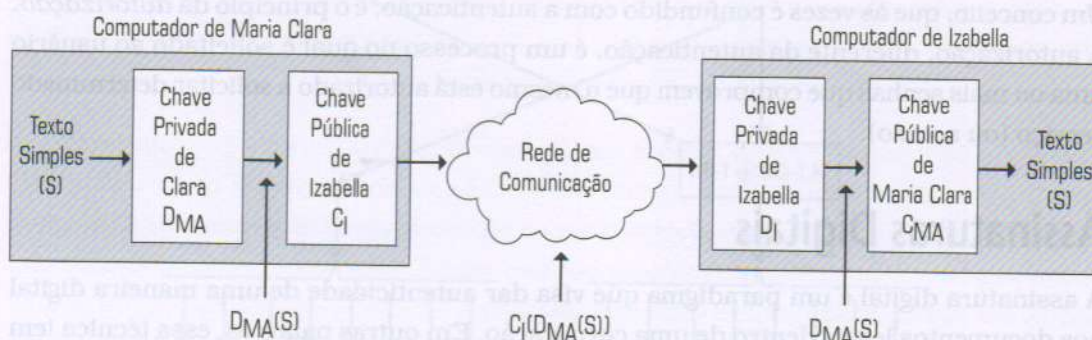 Computador de Maria Clara
Texto
Simples
(S)
Chave
Privada
de
Clara
DMA
Chave
Pública
de
Izabella
CI
Rede de
Comunicação
Computador de Izabella
Chave
Privada
de
Izabella
DI
Chave
Pública
de
Maria Clara
CMA
Texto
Simples
(S)
DMA(S)
CI(DMA(S))
DMA(S)